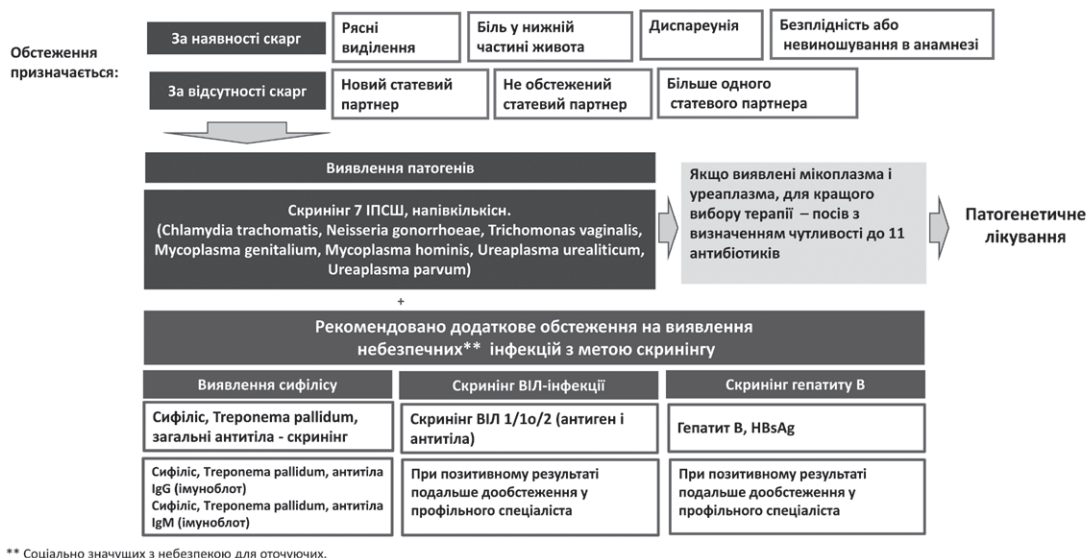 Обстеження
призначається:
За наявності скарг
Рясні
виділення
Біль у нижній
частині живота
Диспареунія
Безплідність або
невиношування в анамнезі
За відсутності скарг
Новий статевий
партнер
Не обстежений
статевий партнер
Більше одного
статевого партнера
Виявлення патогенів
Скринінг 7 ІПСШ, напівкількісн.
(Chlamydia trachomatis, Neisseria gonorrhoeae, Trichomonas vaginalis,
Mycoplasma genitalium, Mycoplasma hominis, Ureaplasma urealiticum,
Ureaplasma parvum)
Якщо виявлені мікоплазма і
уреаплазма, для кращого
вибору терапії – посів з
визначенням чутливості до 11
антибіотиків
Патогенетичне
лікування
+
Рекомендовано додаткове обстеження на виявлення
небезпечних** інфекцій з метою скринінгу
Виявлення сифілісу
Скринінг ВІЛ-інфекції
Скринінг гепатиту В
Сифіліс, Treponema pallidum,
загальні антитіла - скринінг
Скринінг ВІЛ 1/1о/2 (антиген і
антитіла)
Гепатит В, HBsAg
Сифіліс, Treponema pallidum, антитіла
IgG (імуноблот)
Сифіліс, Treponema pallidum, антитіла
IgM (імуноблот)
При позитивному результаті
подальше дообстеження у
профільного спеціаліста
При позитивному результаті
подальше дообстеження у
профільного спеціаліста
** Соціально значущих з небезпекою для оточуючих.